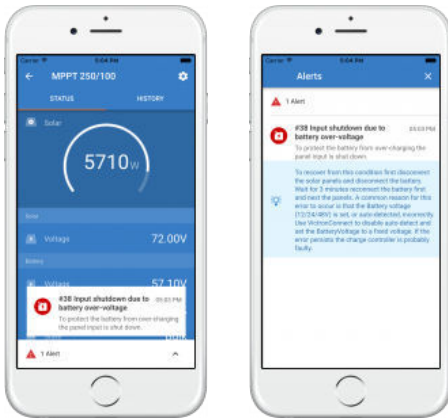 Carrier 5:04 PM
MPPT 250/100
STATUS HISTORY
Solar
5710W
Solar
Voltage 72.00V
Battery
Voltage 57.10V
#38 Input shutdown due to 05:03 PM
battery over-voltage
To protect the battery from over-charging
the panel input is shut down.
1 Alert
Carrier 5:04 PM
Alerts
1 Alert
#38 Input shutdown due to 05:03 PM
battery over-voltage
To protect the battery from over-charging the
panel input is shut down.
To recover from this condition first disconnect
the solar panels and disconnect the battery.
Wait for 3 minutes reconnect the battery first
and next the panels. A common reason for this
error to occur is that the Battery voltage
(12/24/48V) is set, or auto-detected, incorrectly.
Use VictronConnect to disable auto-detect and
set the BatteryVoltage to a fixed voltage. If the
error persists the charge controller is probably
faulty.